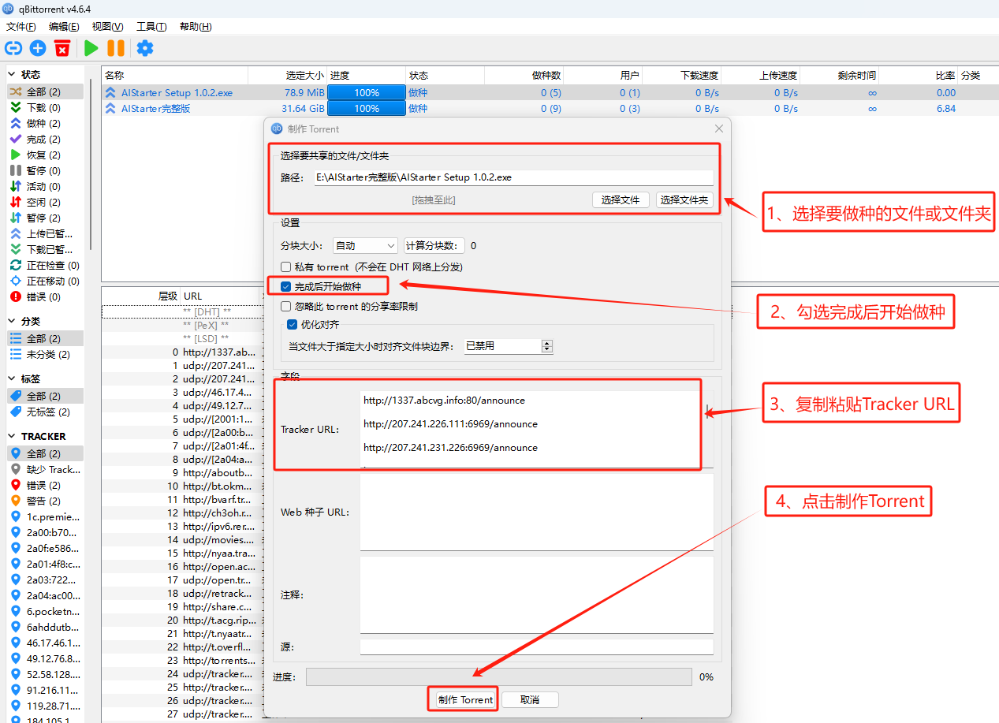 qBittorrent v4.6.4
文件(F) 编辑(E) 视图(V) 工具(T) 帮助(H)
状态
全部 (2)
下载 (0)
做种 (2)
完成 (2)
恢复 (2)
暂停 (0)
活动 (0)
空闲 (2)
暂停 (2)
上传已暂...
下载已暂...
正在检查 (0)
正在移动 (0)
错误 (0)
分类
全部 (2)
未分类 (2)
标签
全部 (2)
无标签 (2)
TRACKER
全部 (2)
缺少 Track...
错误 (2)
警告 (2)
1c.premie...
2a00:b70...
2a0f:e586...
2a01:4f8:c...
2a03:722...
2a04:ac00...
6.pocketn...
6ahddutb...
46.17.46.1...
49.12.76.8...
52.58.128....
91.216.11...
119.28.71....
184.105.1
名称 选定大小 进度 状态 做种数 用户 下载速度 上传速度 剩余时间 比率 分类
AIStarter Setup 1.0.2.exe 78.9 MiB 100% 做种 0 (5) 0 (1) 0 B/s 0 B/s ∞ 0.00
AIStarter完整版 31.64 GiB 100% 做种 0 (9) 0 (3) 0 B/s 0 B/s ∞ 6.84
层级 URL
** [DHT] **
** [PeX] **
** [LSD] **
0 http://1337.ab...
1 udp://207.241...
2 udp://207.241...
3 udp://46.17.4...
4 udp://49.12.7...
5 udp://[2001:1...
6 udp://[2a00:b...
7 udp://[2a01:4f...
8 udp://[2a04:a...
9 http://aboutb...
10 http://bt.okm...
11 http://bvarf.tr...
12 http://ch3oh.r...
13 http://ipv6.rer...
14 udp://movies....
15 http://nyaa.tra...
16 http://open.ac...
17 udp://open.tr...
18 udp://retrack...
19 http://share.c...
20 http://t.acg.rip...
21 http://t.nyaatr...
22 http://t.overfl...
23 http://torrents...
24 udp://tracker....
25 http://tracker....
26 udp://tracker....
27 udp://tracker....
制作 Torrent
选择要共享的文件/文件夹
路径: E:\AIStarter完整版\AIStarter Setup 1.0.2.exe
[拖拽至此] 选择文件 选择文件夹
设置
分块大小: 自动 计算分块数: 0
私有 torrent (不会在 DHT 网络上分发)
完成后开始做种
忽略此 torrent 的分享率限制
优化对齐
当文件大于指定大小时对齐文件块边界: 已禁用
字段
Tracker URL:
http://1337.abcvg.info:80/announce
http://207.241.226.111:6969/announce
http://207.241.231.226:6969/announce
Web 种子 URL:
注释:
源:
进度: 0%
制作 Torrent 取消
1、选择要做种的文件或文件夹
2、勾选完成后开始做种
3、复制粘贴Tracker URL
4、点击制作Torrent